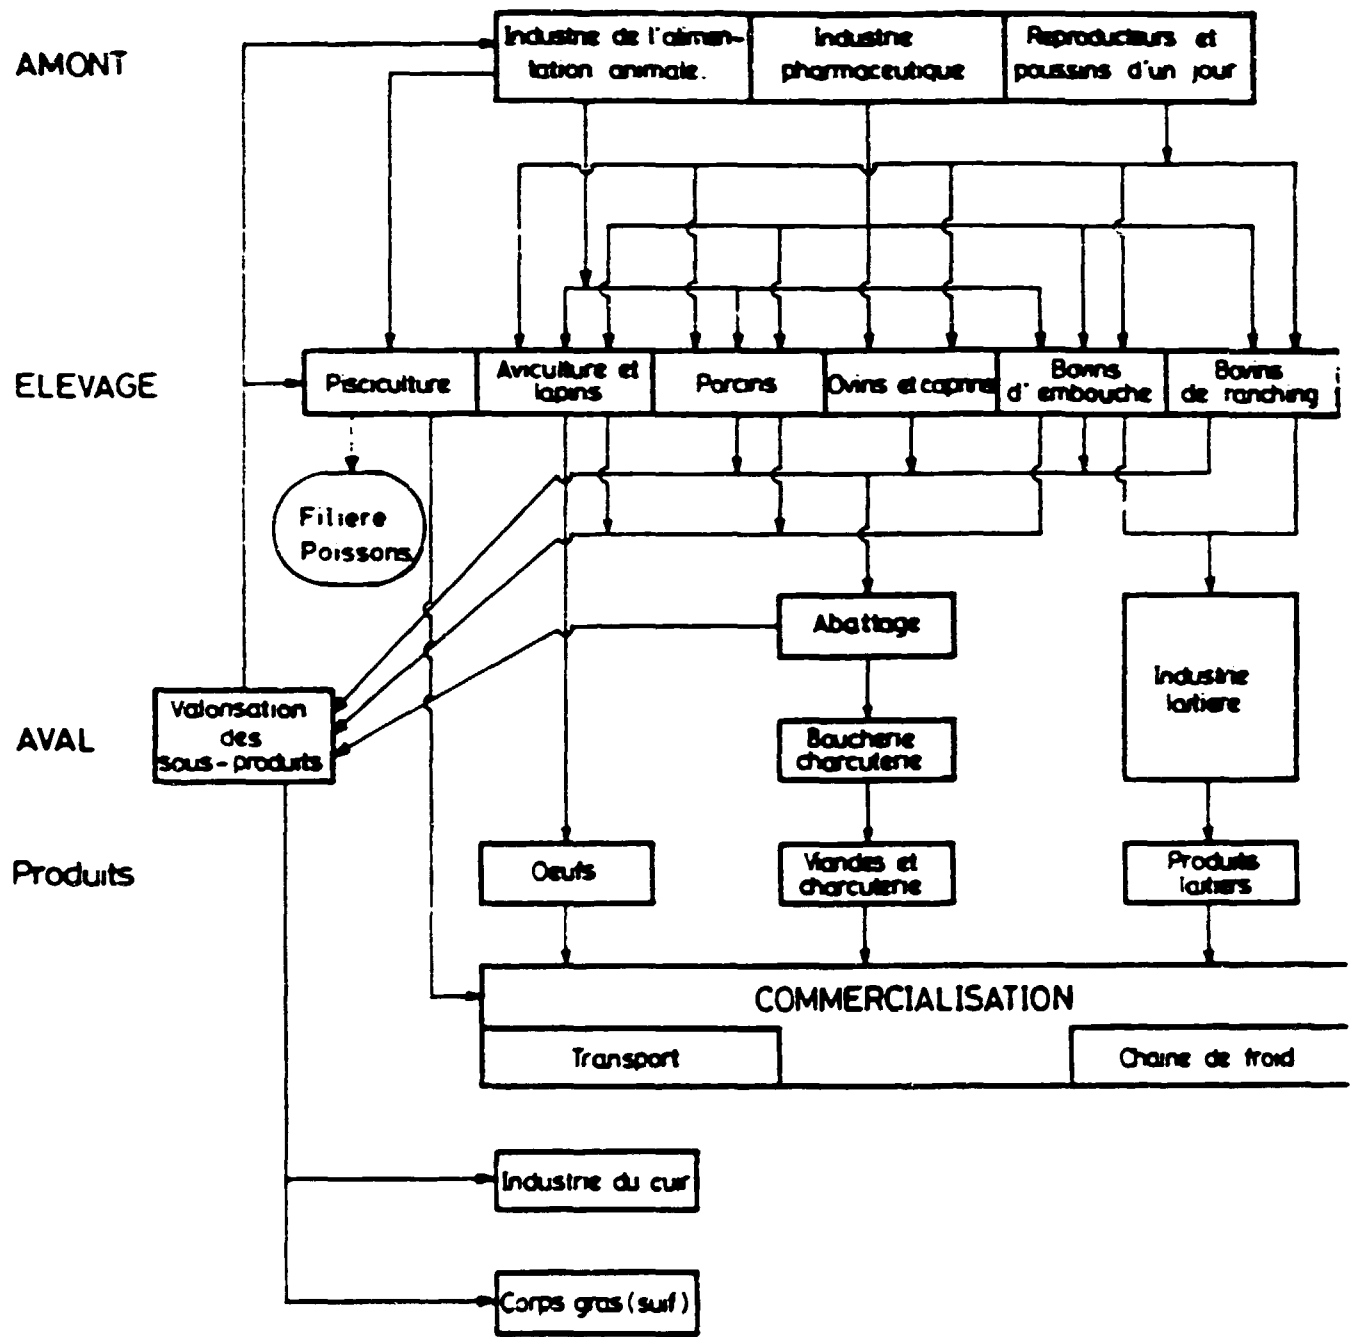 AMONT
Industrie de l'alimen-
tation animale.
Industrie
pharmaceutique
Reproducteurs et
poussins d'un jour
ELEVAGE
Pisciculture
Aviculture et
lapins
Porcins
Ovins et caprins
Bovins
d'embouche
Bovins
de ranching
Filiere
Poissons
Abattage
Industrie
laitiere
AVAL
Valorisation
des
sous-produits
Boucherie
charcuterie
Produits
Oeufs
Viandes et
charcuterie
Produits
laitiers
COMMERCIALISATION
Transport
Chaine de froid
Industrie du cuir
Corps gras (suif)